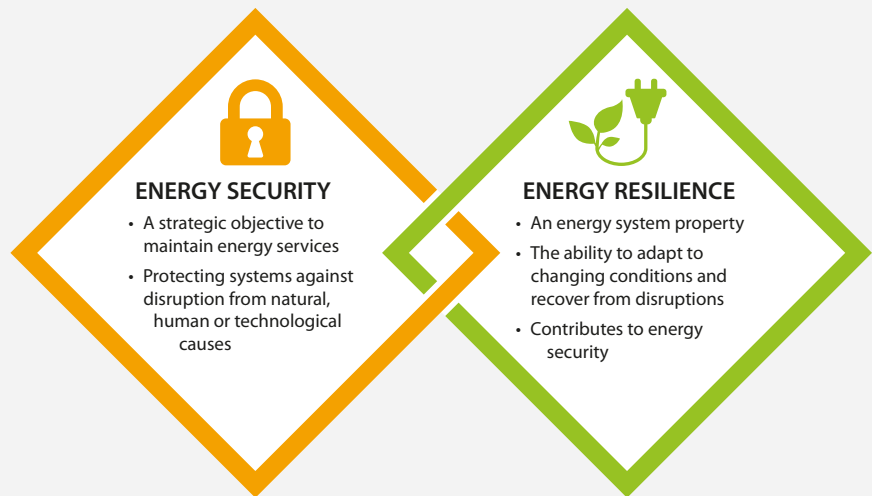 ENERGY SECURITY
• A strategic objective to
maintain energy services
• Protecting systems against
disruption from natural,
human or technological
causes
ENERGY RESILIENCE
• An energy system property
• The ability to adapt to
changing conditions and
recover from disruptions
• Contributes to energy
security